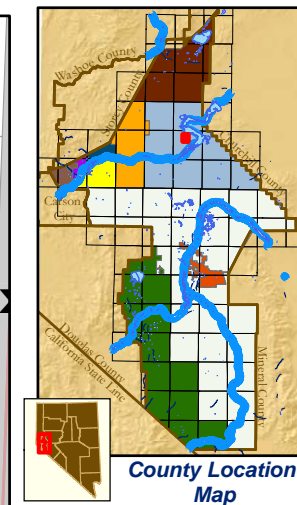 Washoe County
Storey County
Churchill County
Carson
City
Douglas County
California State Line
Mineral County
County Location
Map